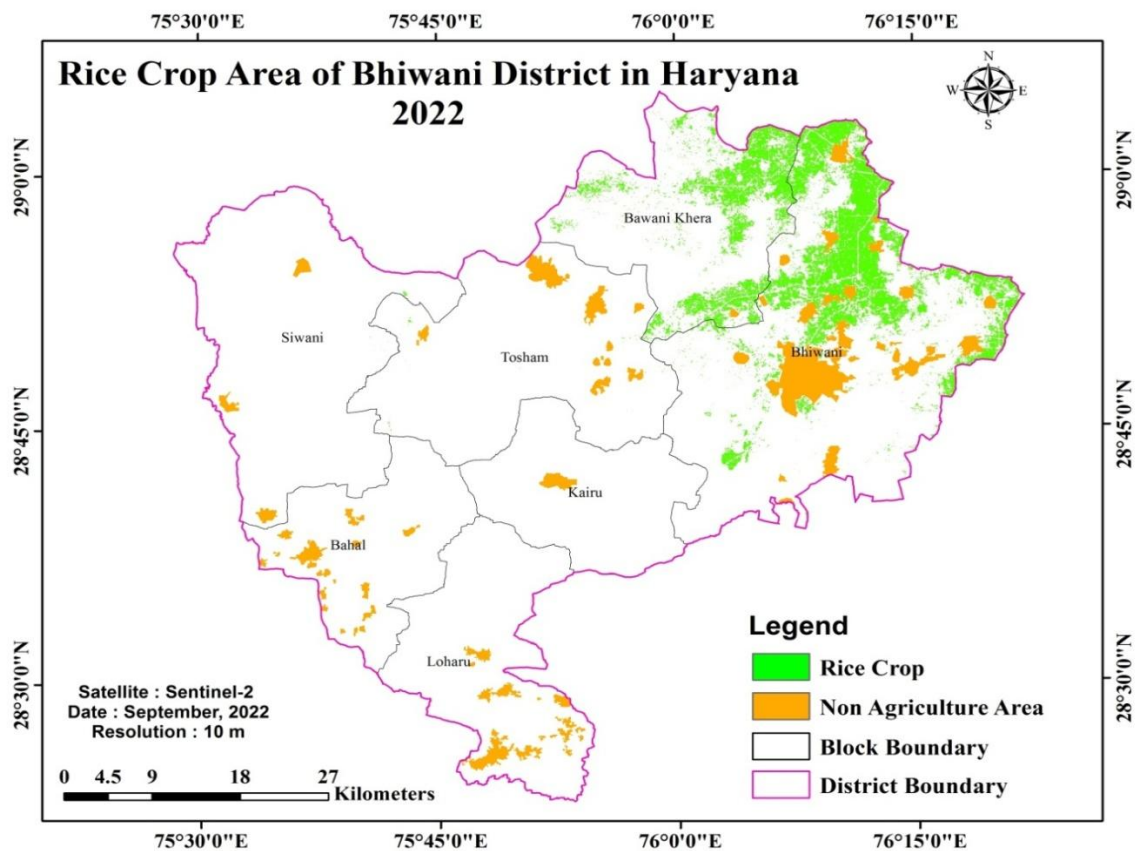 75°30'0"E 75°45'0"E 76°0'0"E 76°15'0"E
Rice Crop Area of Bhiwani District in Haryana
2022
N
W E
S
29°0'0"N 29°0'0"N
Bawani Khera
Siwani
Tosham
Bhiwani
28°45'0"N 28°45'0"N
Kairu
Bahal
Loharu
28°30'0"N 28°30'0"N
Legend
Rice Crop
Non Agriculture Area
Block Boundary
District Boundary
Satellite : Sentinel-2
Date : September, 2022
Resolution : 10 m
0 4.5 9 18 27
Kilometers
75°30'0"E 75°45'0"E 76°0'0"E 76°15'0"E